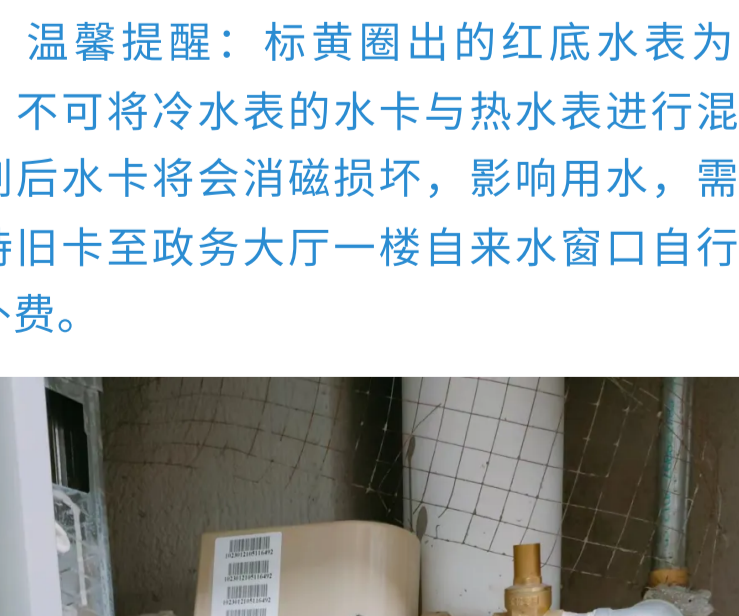 温馨提醒：标黄圈出的红底水表为
不可将冷水表的水卡与热水表进行混
后水卡将会消磁损坏，影响用水，需
旧卡至政务大厅一楼自来水窗口自行
费。
1023012109116492
1023012109116492
1023012109116492